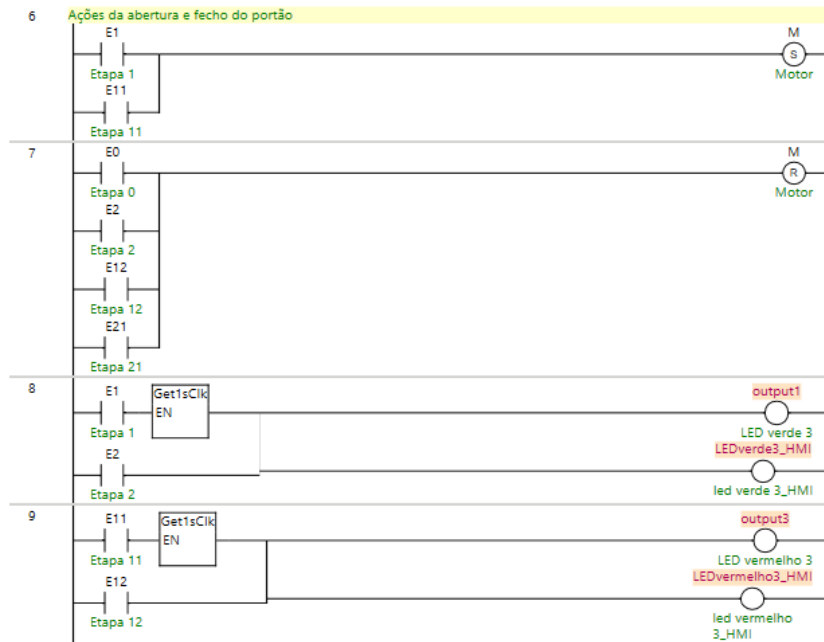 6 Ações da abertura e fecho do portão
E1 M
S
Etapa 1 Motor
E11
Etapa 11
7 E0 M
R
Etapa 0 Motor
E2
Etapa 2
E12
Etapa 12
E21
Etapa 21
8 E1 Get1sClk output1
EN
Etapa 1 LED verde 3
E2 LEDverde3_HMI
Etapa 2 led verde 3_HMI
9 E11 Get1sClk output3
EN
Etapa 11 LED vermelho 3
E12 LEDvermelho3_HMI
Etapa 12 led vermelho
3_HMI